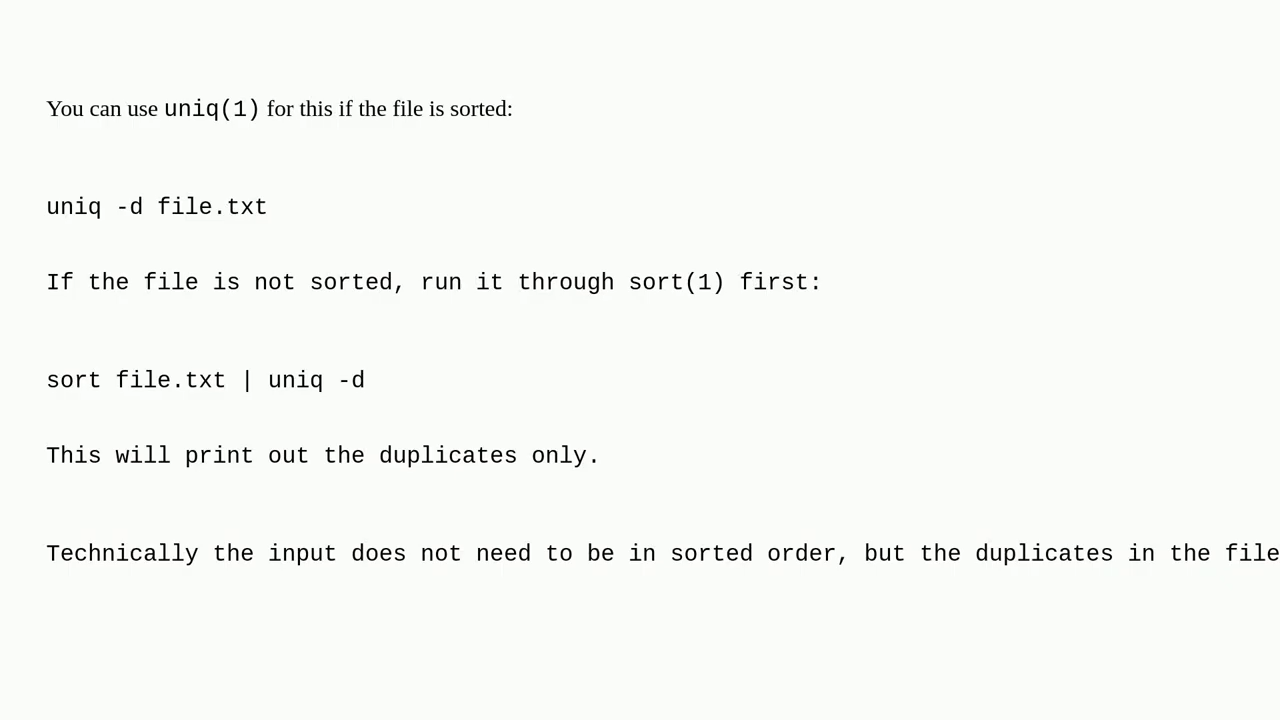 You can use uniq(1) for this if the file is sorted:
uniq -d file.txt
If the file is not sorted, run it through sort(1) first:
sort file.txt | uniq -d
This will print out the duplicates only.
Technically the input does not need to be in sorted order, but the duplicates in the file